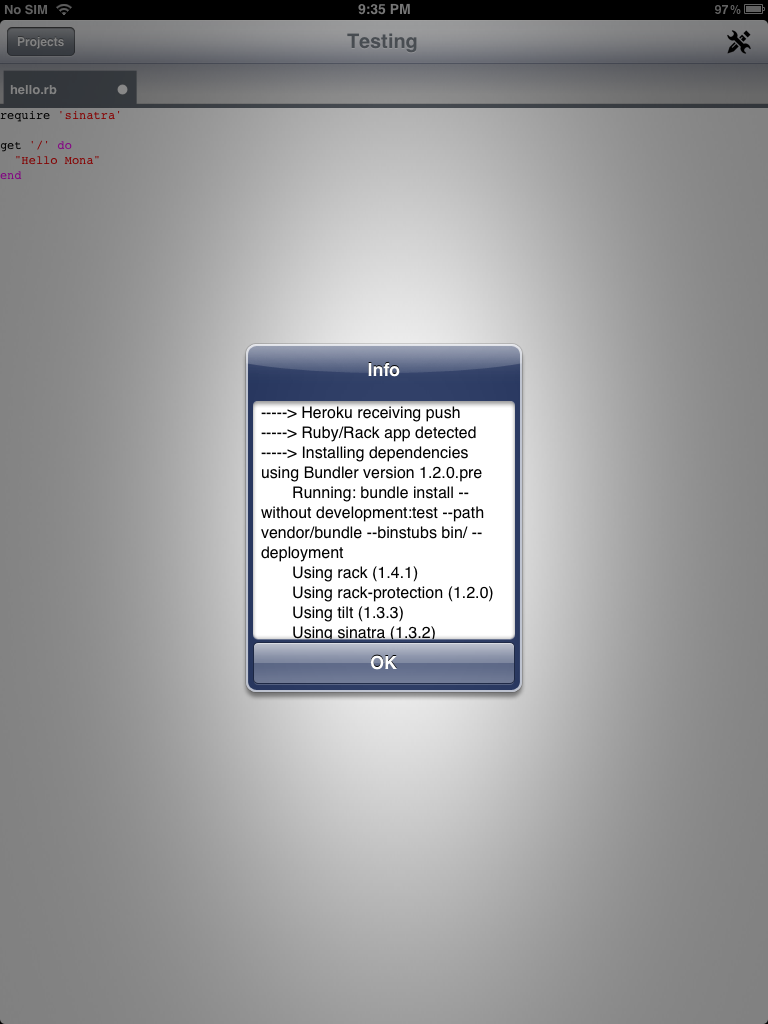 No SIM 9:35 PM 97%
Projects Testing
hello.rb
require 'sinatra'
get '/' do
"Hello Mona"
end
Info
-----> Heroku receiving push
-----> Ruby/Rack app detected
-----> Installing dependencies
using Bundler version 1.2.0.pre
Running: bundle install --
without development:test --path
vendor/bundle --binstubs bin/ --
deployment
Using rack (1.4.1)
Using rack-protection (1.2.0)
Using tilt (1.3.3)
Using sinatra (1.3.2)
OK